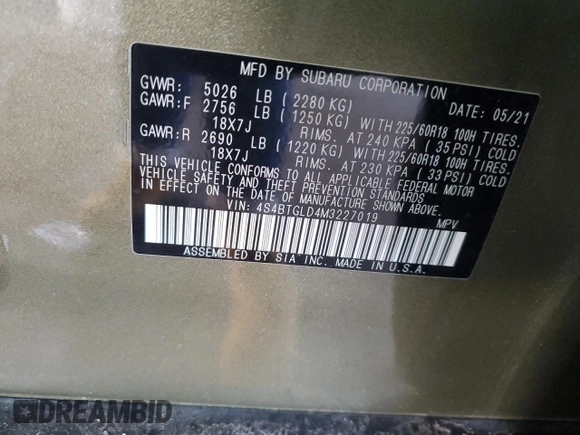 MFD BY SUBARU CORPORATION
GVWR: 5026 LB (2280 KG) DATE: 05/21
GAWR:F 2756 LB (1250 KG) WITH 225/60R18 100H TIRES.
18X7J RIMS. AT 240 KPA (35 PSI) COLD
GAWR:R 2690 LB (1220 KG) WITH 225/60R18 100H TIRES.
18X7J RIMS. AT 230 KPA (33 PSI) COLD
THIS VEHICLE CONFORMS TO ALL APPLICABLE FEDERAL MOTOR
VEHICLE SAFETY AND THEFT PREVENTION STANDARDS
IN EFFECT ON THE DATE OF MANUFACTURE SHOWN ABOVE.
VIN: 4S4BTGLD4M3227019 MPV
ASSEMBLED BY SIA INC. MADE IN U.S.A.
DREAMBID